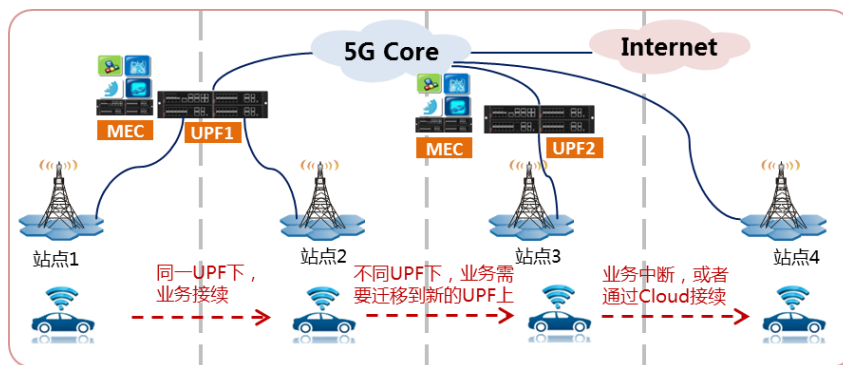 5G Core
Internet
MEC
UPF1
MEC
UPF2
站点1
站点2
站点3
站点4
同一UPF下，
业务接续
不同UPF下，业务需
要迁移到新的UPF上
业务中断，或者
通过Cloud接续